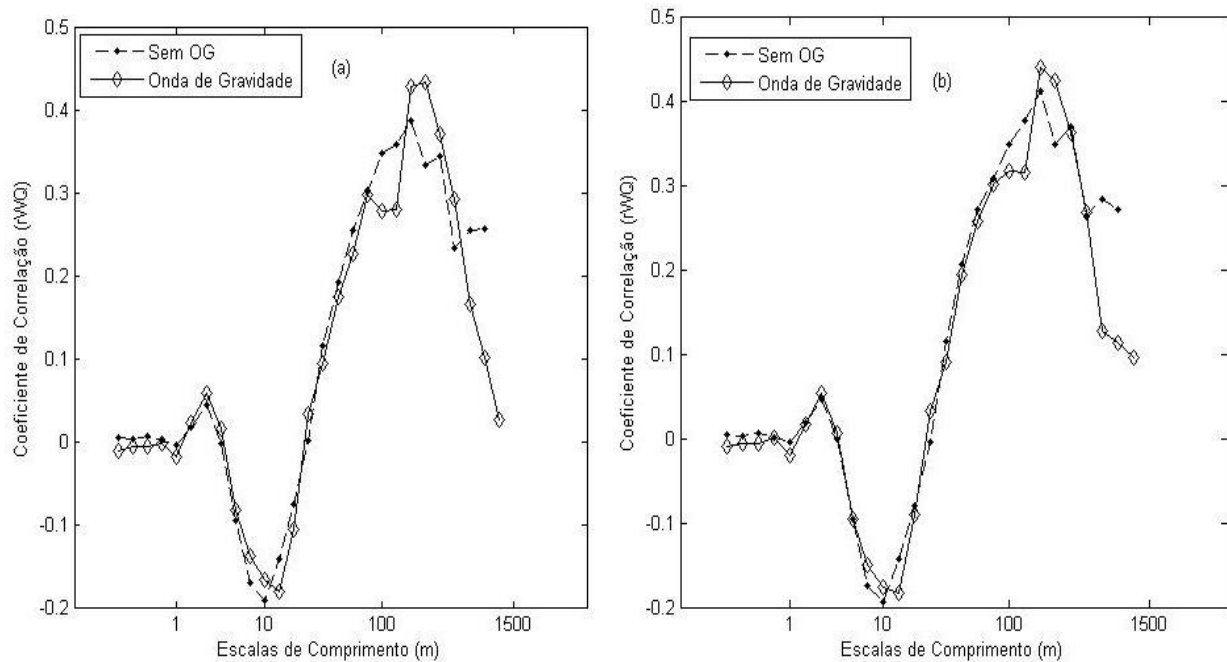 0.5
0.4
0.3
0.2
0.1
0
-0.1
-0.2
Coeficiente de Correlação (rWQ)
Sem OG
Onda de Gravidade
(a)
1
10
100
1500
Escalas de Comprimento (m)
0.5
0.4
0.3
0.2
0.1
0
-0.1
-0.2
Coeficiente de Correlação (rWQ)
Sem OG
Onda de Gravidade
(b)
1
10
100
1500
Escalas de Comprimento (m)